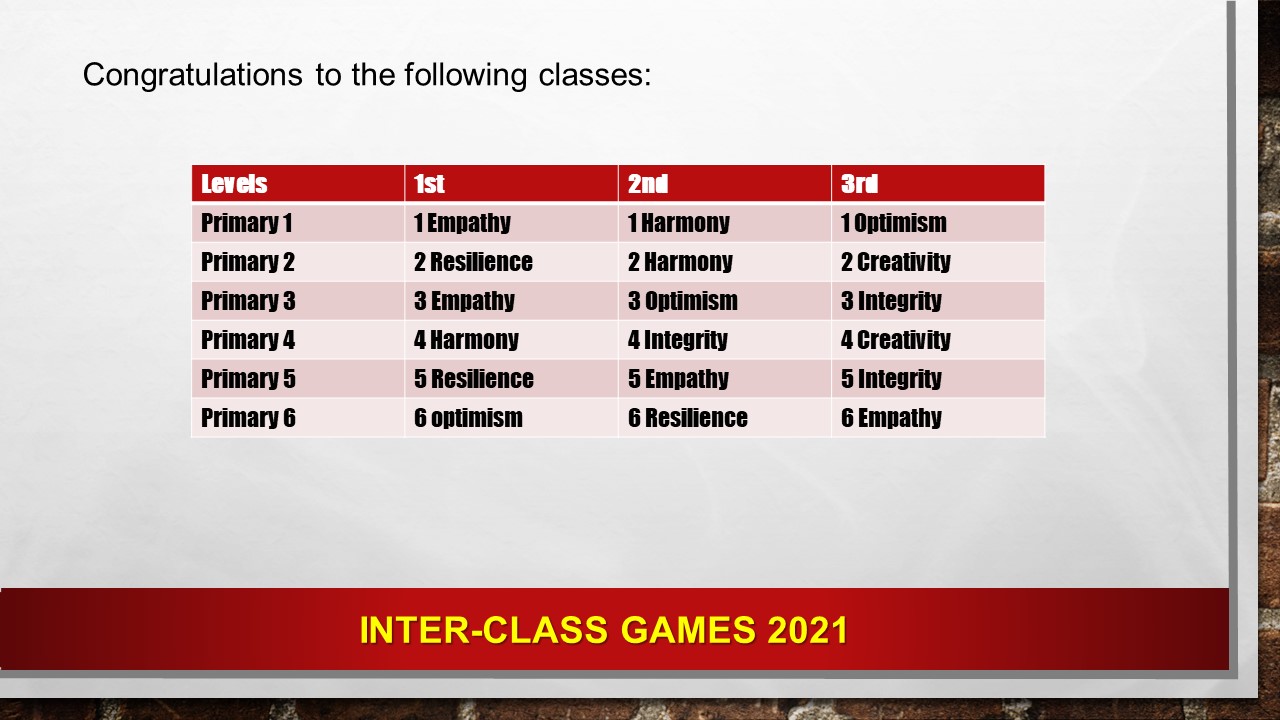 Congratulations to the following classes:
Levels 1st 2nd 3rd
Primary 1 1 Empathy 1 Harmony 1 Optimism
Primary 2 2 Resilience 2 Harmony 2 Creativity
Primary 3 3 Empathy 3 Optimism 3 Integrity
Primary 4 4 Harmony 4 Integrity 4 Creativity
Primary 5 5 Resilience 5 Empathy 5 Integrity
Primary 6 6 optimism 6 Resilience 6 Empathy
INTER-CLASS GAMES 2021